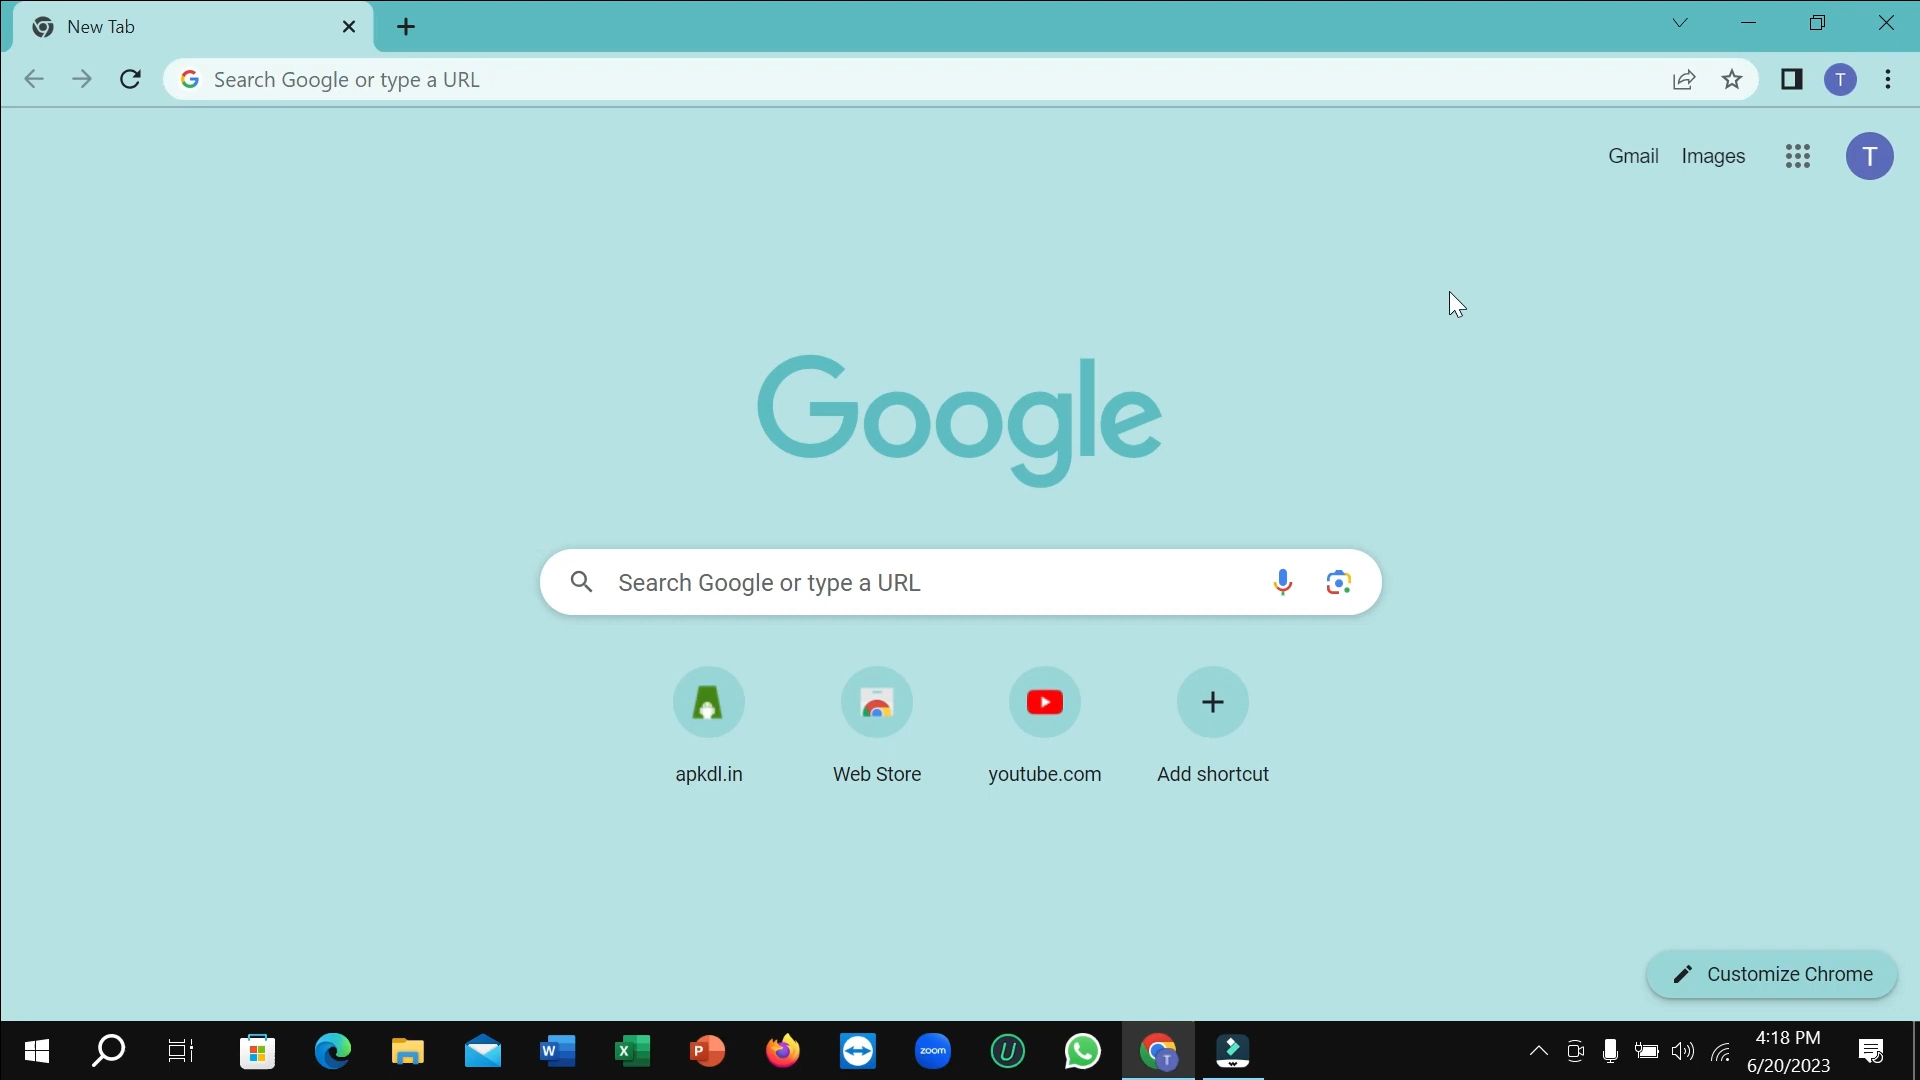 New Tab
Search Google or type a URL
T
Gmail Images
T
Google
Search Google or type a URL
apkdl.in Web Store youtube.com Add shortcut
Customize Chrome
W X P zoom U T
4:18 PM
6/20/2023